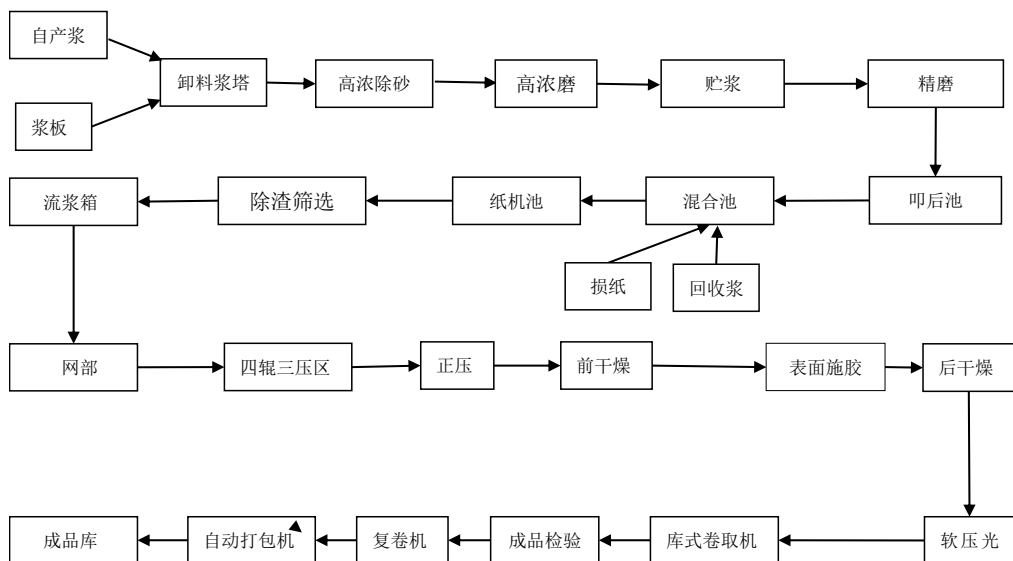 自产浆
浆板
卸料浆塔
高浓除砂
高浓磨
贮浆
精磨
叩后池
混合池
纸机池
除渣筛选
流浆箱
损纸
回收浆
网部
四辊三压区
正压
前干燥
表面施胶
后干燥
软压光
库式卷取机
成品检验
复卷机
自动打包机
成品库